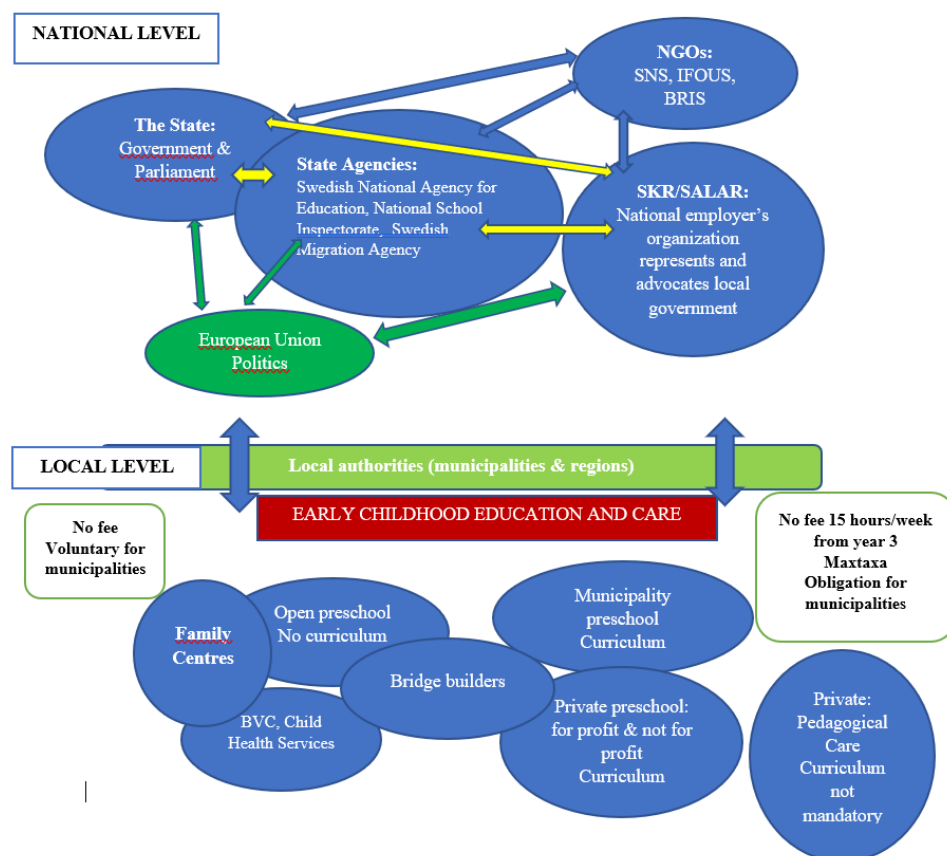 NATIONAL LEVEL
NGOs:
SNS, IFOUS,
BRIS
The State:
Government &
Parliament
State Agencies:
Swedish National Agency for
Education, National School
Inspectorate, Swedish
Migration Agency
SKR/SALAR:
National employer's
organization
represents and
advocates local
government
European Union
Politics
LOCAL LEVEL
Local authorities (municipalities & regions)
EARLY CHILDHOOD EDUCATION AND CARE
No fee
Voluntary for
municipalities
No fee 15 hours/week
from year 3
Maxtaxa
Obligation for
municipalities
Family
Centres
Open preschool
No curriculum
Bridge builders
BVC, Child
Health Services
Municipality
preschool
Curriculum
Private preschool:
for profit & not for
profit
Curriculum
Private:
Pedagogical
Care
Curriculum
not
mandatory